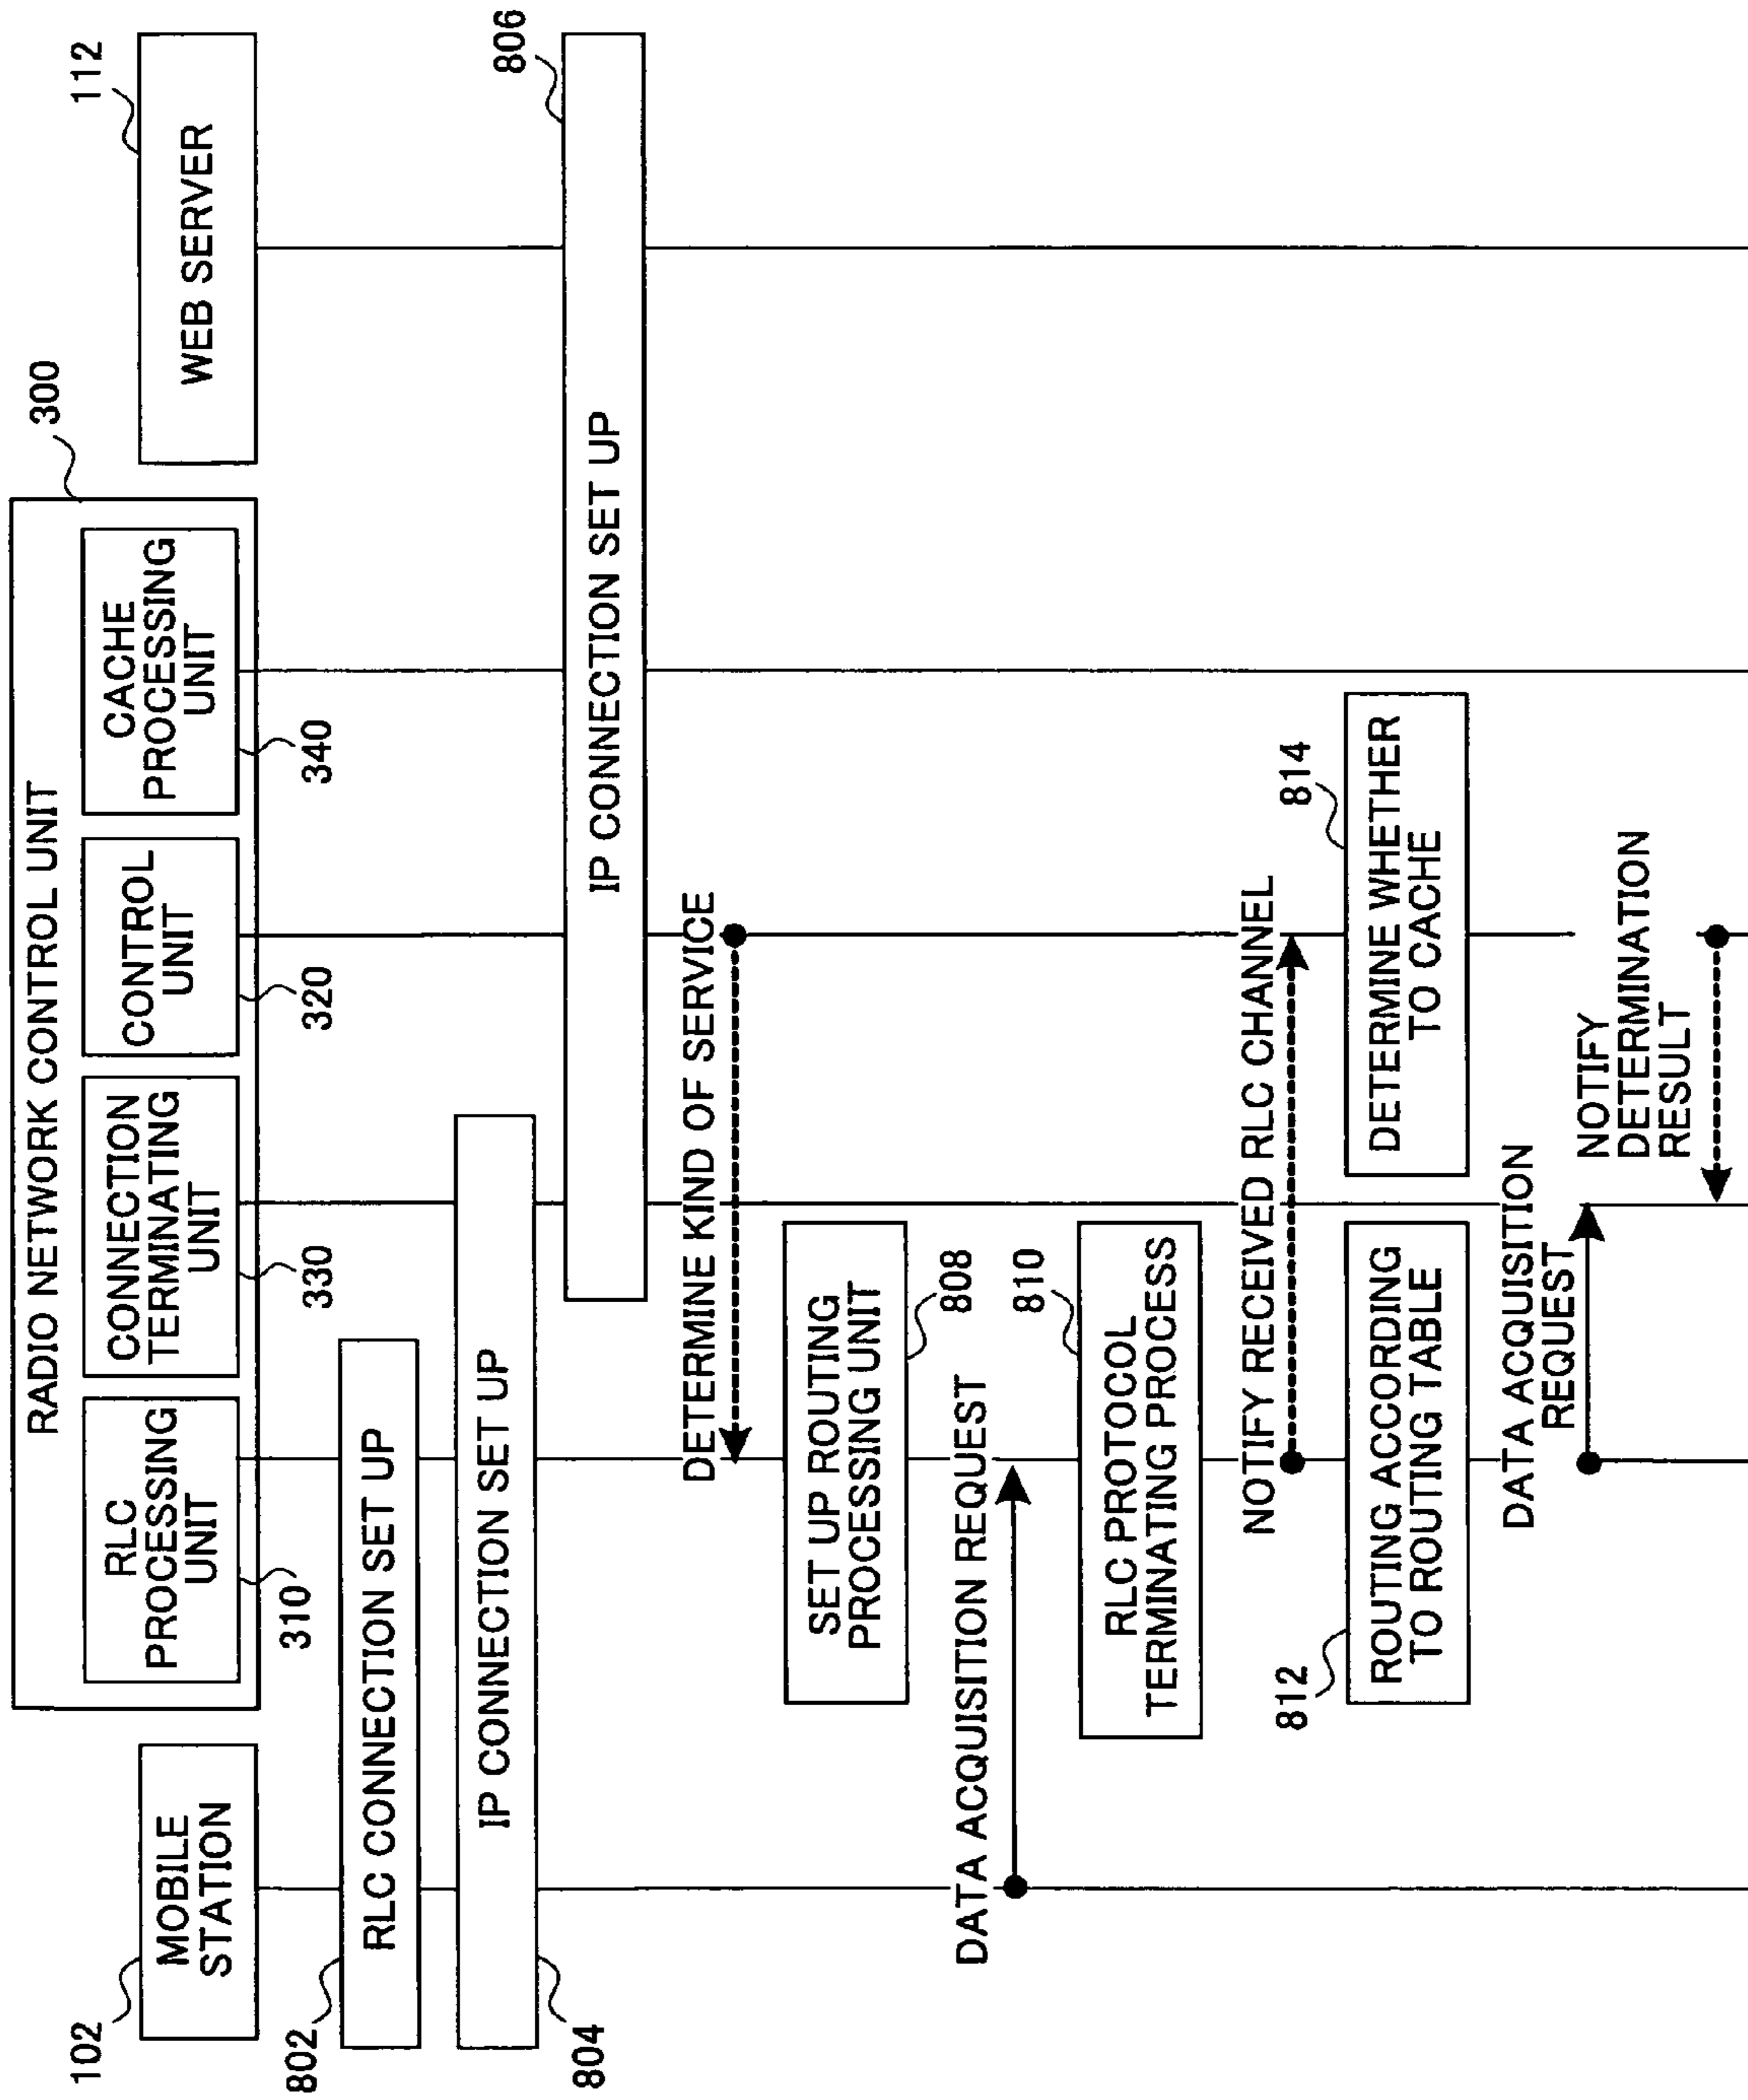 RADIO NETWORK CONTROL UNIT
300
102
MOBILE
STATION
RLC
PROCESSING
UNIT
310
CONNECTION
TERMINATING
UNIT
330
CONTROL
UNIT
320
CACHE
PROCESSING
UNIT
340
112
WEB SERVER
802
RLC CONNECTION SET UP
804
IP CONNECTION SET UP
806
IP CONNECTION SET UP
DETERMINE KIND OF SERVICE
SET UP ROUTING
PROCESSING UNIT
808
DATA ACQUISITION REQUEST
810
RLC PROTOCOL
TERMINATING PROCESS
NOTIFY RECEIVED RLC CHANNEL
812
ROUTING ACCORDING
TO ROUTING TABLE
814
DETERMINE WHETHER
TO CACHE
DATA ACQUISITION
REQUEST
NOTIFY
DETERMINATION
RESULT